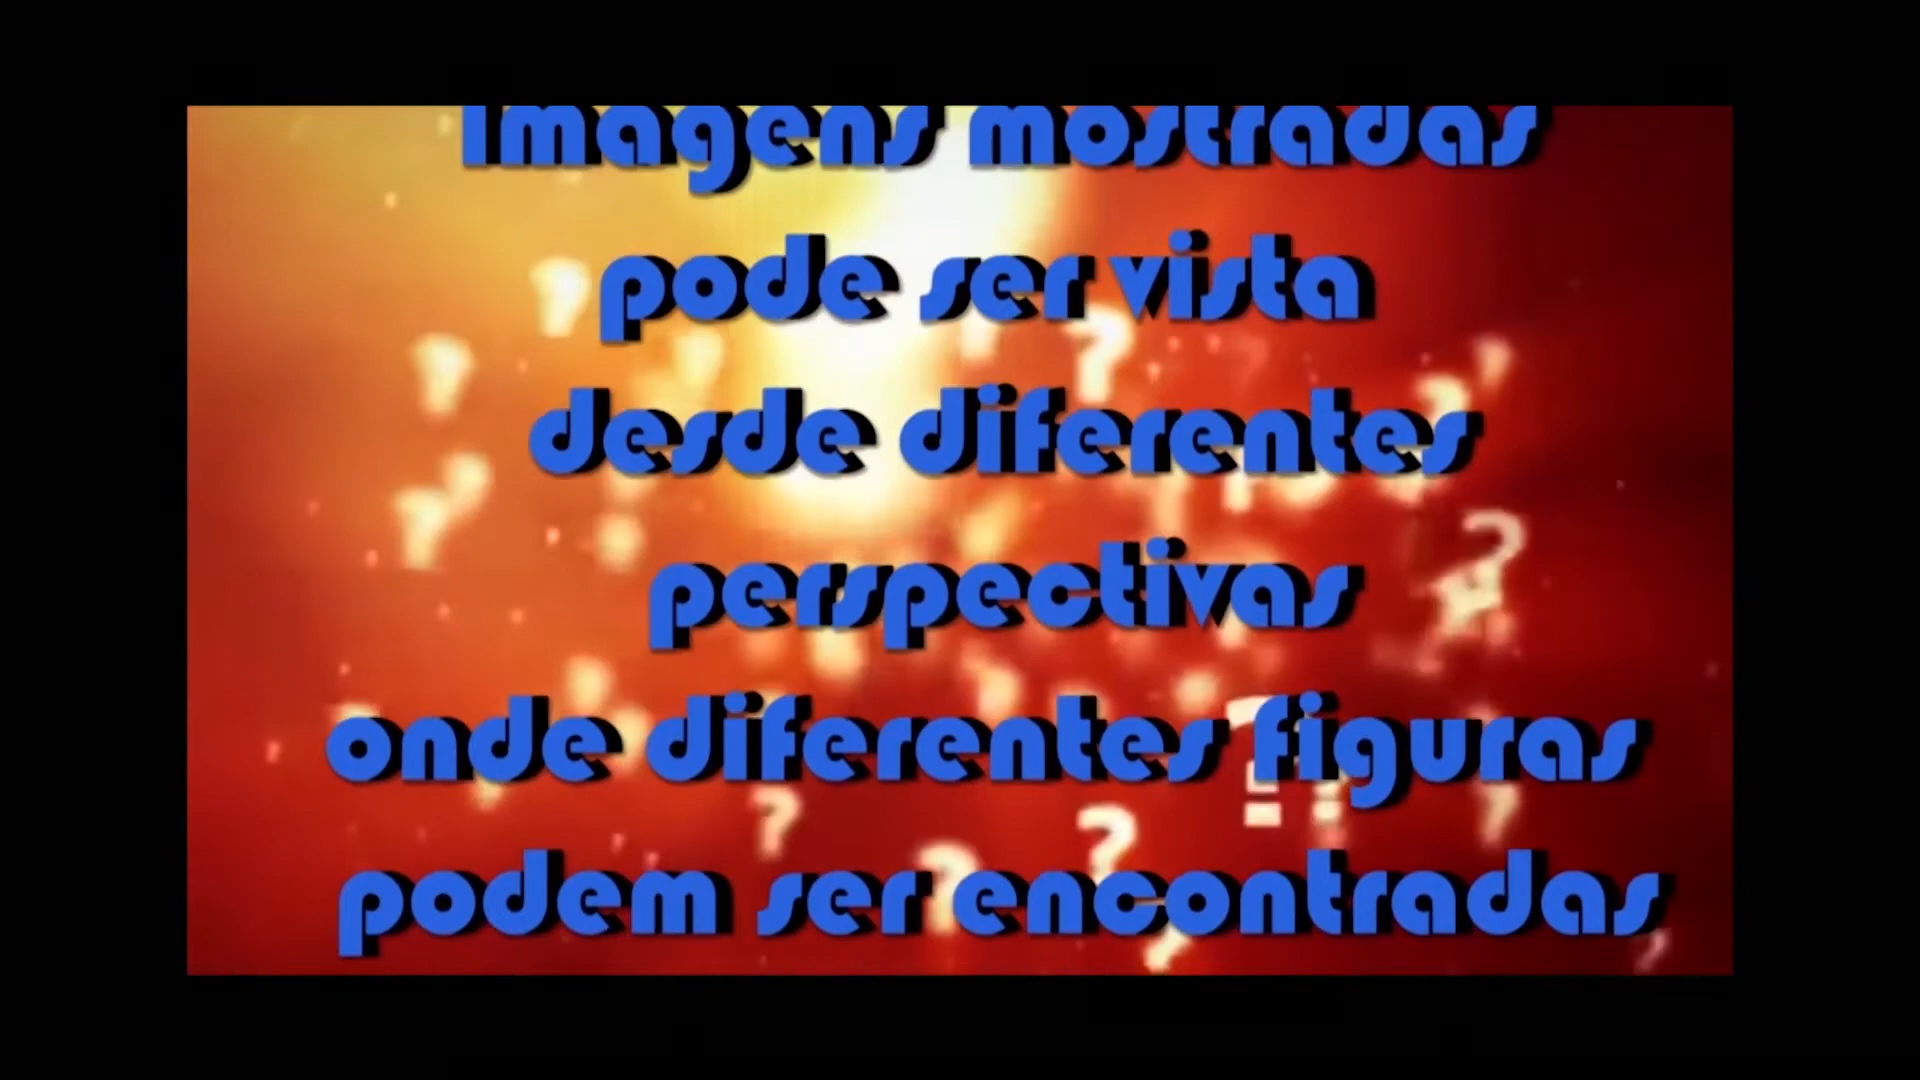 Imagens mostradas
pode ser vista
desde diferentes
perspectivas
onde diferentes figuras
podem ser encontradas